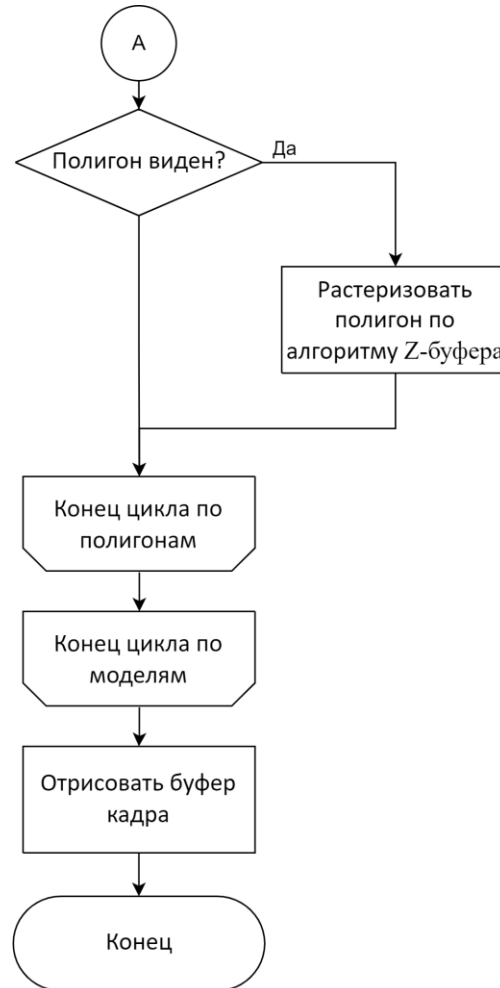 А
Полигон виден?
Да
Растеризовать
полигон по
алгоритму Z-буфера
Конец цикла по
полигонам
Конец цикла по
моделям
Отрисовать буфер
кадра
Конец